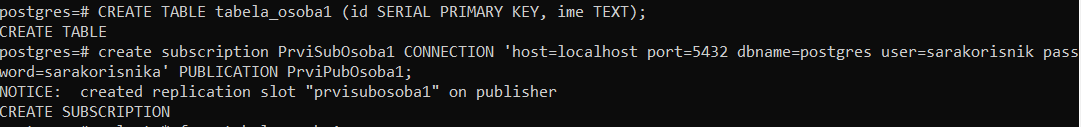 postgres=# CREATE TABLE tabela_osoba1 (id SERIAL PRIMARY KEY, ime TEXT);
CREATE TABLE
postgres=# create subscription PrviSubOsoba1 CONNECTION 'host=localhost port=5432 dbname=postgres user=sarakorisnik pass
word=sarakorisnika' PUBLICATION PrviPubOsoba1;
NOTICE:  created replication slot "prvisubosoba1" on publisher
CREATE SUBSCRIPTION